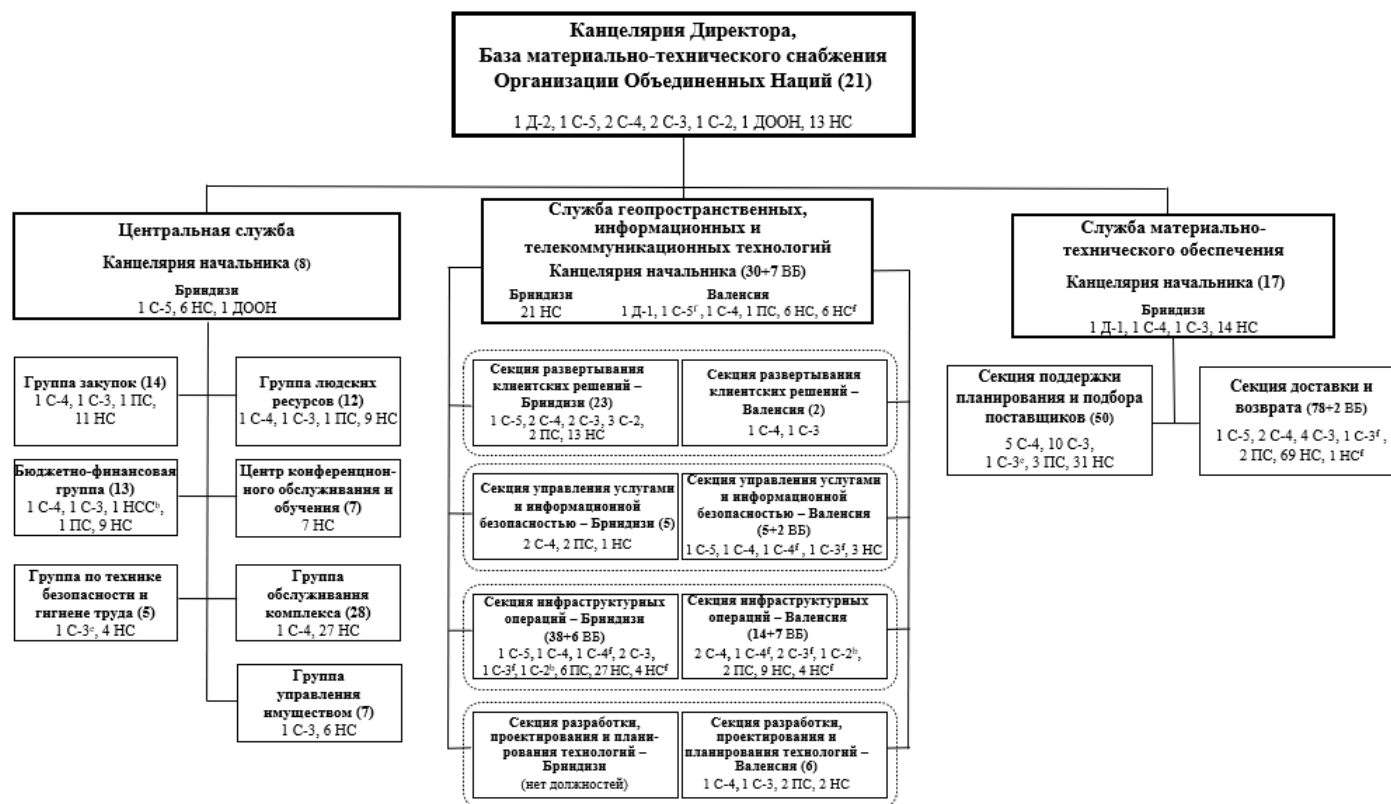 Канцелярия Директора,
База материально-технического снабжения
Организации Объединенных Наций (21)
1 Д-2, 1 С-5, 2 С-4, 2 С-3, 1 С-2, 1 ДООН, 13 НС
Центральная служба
Канцелярия начальника (8)
Бриндизи
1 С-5, 6 НС, 1 ДООН
Группа закупок (14)
1 С-4, 1 С-3, 1 ПС,
11 НС
Группа людских
ресурсов (12)
1 С-4, 1 С-3, 1 ПС, 9 НС
Бюджетно-финансовая
группа (13)
1 С-4, 1 С-3, 1 НССᵇ,
1 ПС, 9 НС
Центр конференцион-
ного обслуживания и
обучения (7)
7 НС
Группа по технике
безопасности и
гигиене труда (5)
1 С-3ᵉ, 4 НС
Группа
обслуживания
комплекса (28)
1 С-4, 27 НС
Группа
управления
имуществом (7)
1 С-3, 6 НС
Служба геопространственных,
информационных и
телекоммуникационных технологий
Канцелярия начальника (30+7 ВБ)
Бриндизи
21 НС
Валенсия
1 Д-1, 1 С-5ᶠ, 1 С-4, 1 ПС, 6 НС, 6 НСᶠ
Секция развертывания
клиентских решений –
Бриндизи (23)
1 С-5, 2 С-4, 2 С-3, 3 С-2,
2 ПС, 13 НС
Секция развертывания
клиентских решений –
Валенсия (2)
1 С-4, 1 С-3
Секция управления услугами
и информационной
безопасностью – Бриндизи (5)
2 С-4, 2 ПС, 1 НС
Секция управления услугами
и информационной
безопасностью – Валенсия
(5+2 ВБ)
1 С-5, 1 С-4, 1 С-4ᶠ, 1 С-3ᶠ, 3 НС
Секция инфраструктурных
операций – Бриндизи
(38+6 ВБ)
1 С-5, 1 С-4, 1 С-4ᶠ, 2 С-3,
1 С-3ᶠ, 1 С-2ᵇ, 6 ПС, 27 НС, 4 НСᶠ
Секция инфраструктурных
операций – Валенсия
(14+7 ВБ)
2 С-4, 1 С-4ᶠ, 2 С-3ᶠ, 1 С-2ᵇ,
2 ПС, 9 НС, 4 НСᶠ
Секция разработки,
проектирования и плани-
рования технологий –
Бриндизи
(нет должностей)
Секция разработки,
проектирования и
планирования технологий –
Валенсия (6)
1 С-4, 1 С-3, 2 ПС, 2 НС
Служба материально-
технического обеспечения
Канцелярия начальника (17)
Бриндизи
1 Д-1, 1 С-4, 1 С-3, 14 НС
Секция поддержки
планирования и подбора
поставщиков (50)
5 С-4, 10 С-3,
1 С-3ᵉ, 3 ПС, 31 НС
Секция доставки и
возврата (78+2 ВБ)
1 С-5, 2 С-4, 4 С-3, 1 С-3ᶠ,
2 ПС, 69 НС, 1 НСᶠ